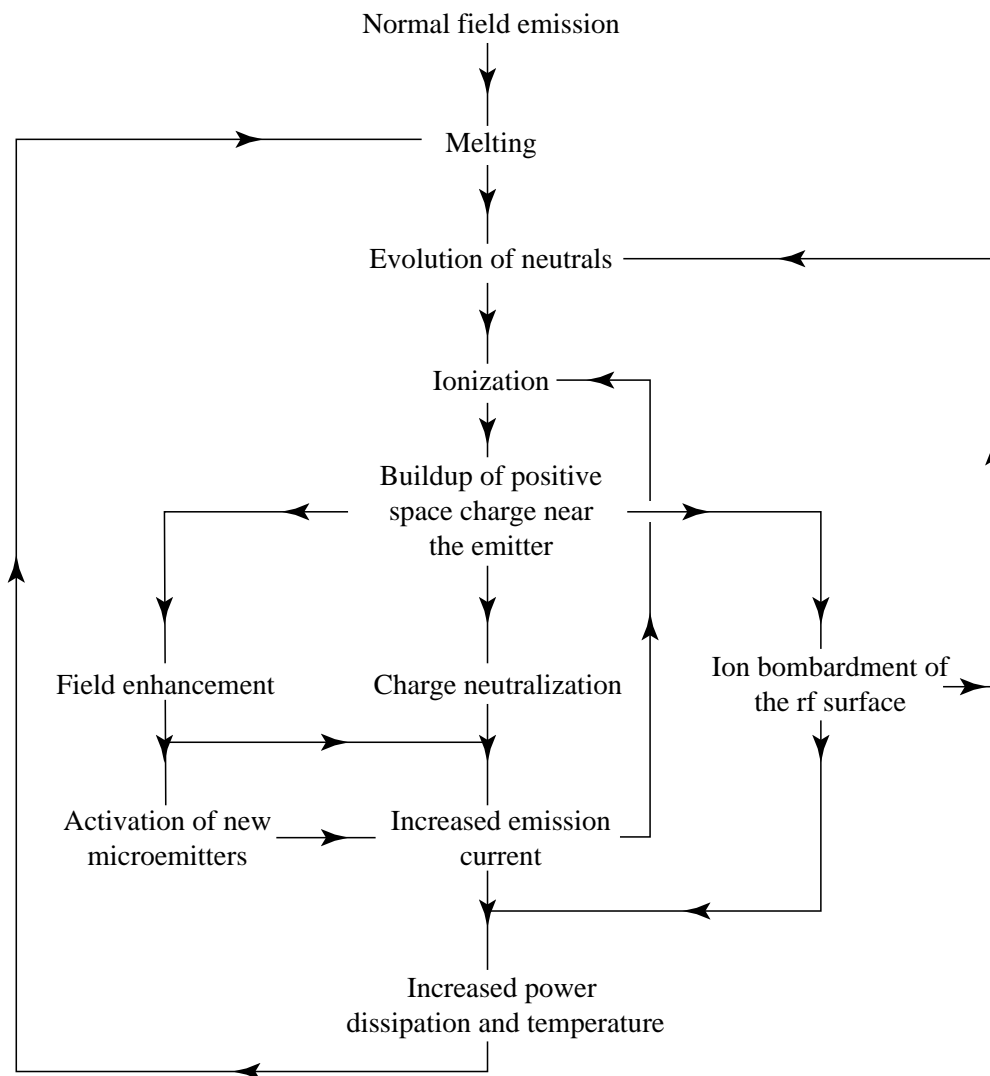 Normal field emission
Melting
Evolution of neutrals
Ionization
Buildup of positive
space charge near
the emitter
Field enhancement
Charge neutralization
Ion bombardment of
the rf surface
Activation of new
microemitters
Increased emission
current
Increased power
dissipation and temperature